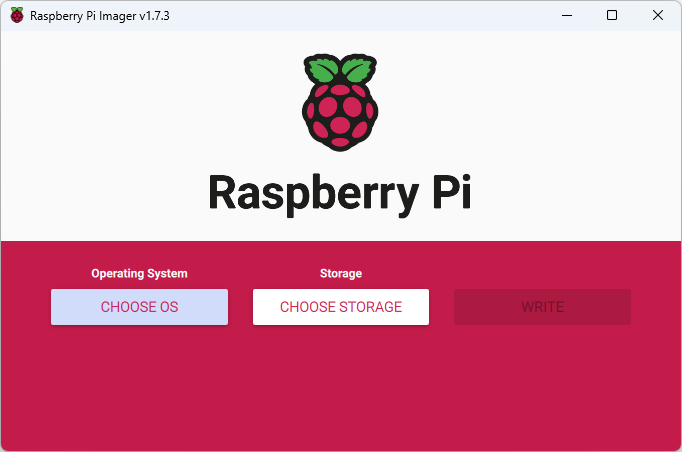 Raspberry Pi Imager v1.7.3
Raspberry Pi
Operating System
Storage
CHOOSE OS
CHOOSE STORAGE
WRITE